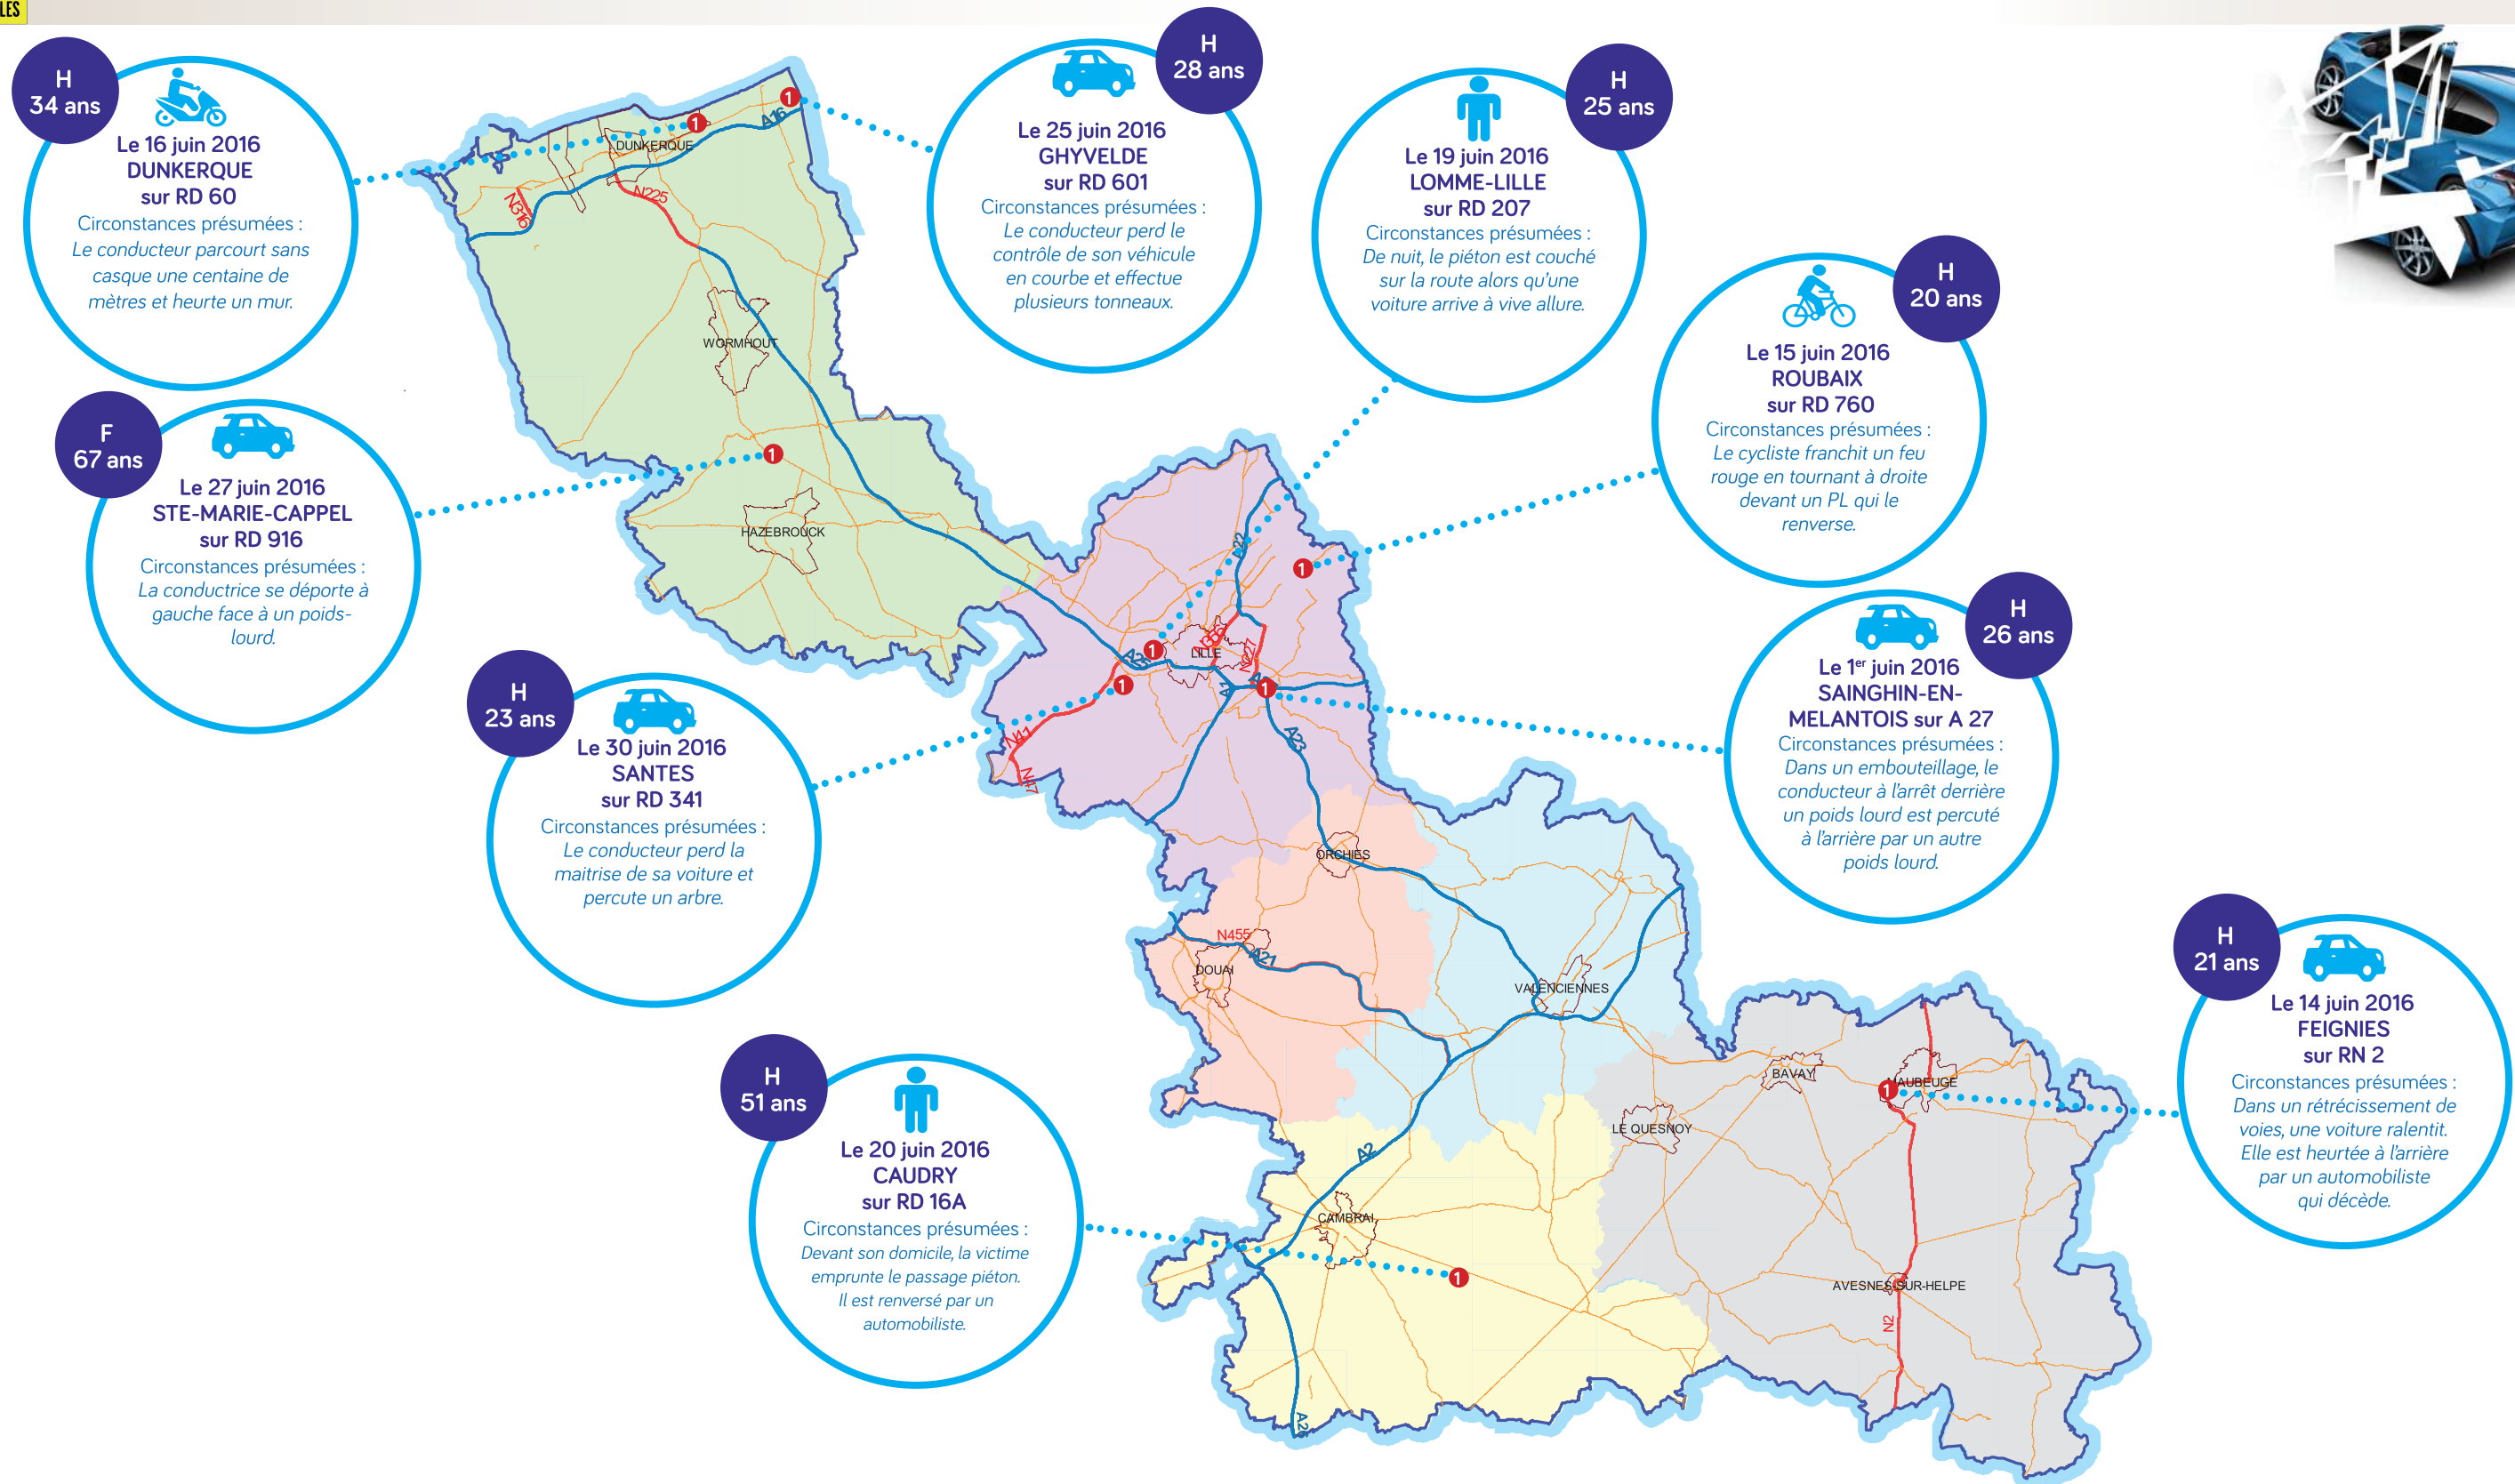 LES
H
34 ans
Le 16 juin 2016
DUNKERQUE
sur RD 60
Circonstances présumées :
Le conducteur parcourt sans
casque une centaine de
mètres et heurte un mur.
H
28 ans
Le 25 juin 2016
GHYVELDE
sur RD 601
Circonstances présumées :
Le conducteur perd le
contrôle de son véhicule
en courbe et effectue
plusieurs tonneaux.
H
25 ans
Le 19 juin 2016
LOMME-LILLE
sur RD 207
Circonstances présumées :
De nuit, le piéton est couché
sur la route alors qu'une
voiture arrive à vive allure.
H
20 ans
Le 15 juin 2016
ROUBAIX
sur RD 760
Circonstances présumées :
Le cycliste franchit un feu
rouge en tournant à droite
devant un PL qui le
renverse.
F
67 ans
Le 27 juin 2016
STE-MARIE-CAPPEL
sur RD 916
Circonstances présumées :
La conductrice se déporte à
gauche face à un poids-
lourd.
H
26 ans
Le 1er juin 2016
SAINGHIN-EN-
MELANTOIS sur A 27
Circonstances présumées :
Dans un embouteillage, le
conducteur à l'arrêt derrière
un poids lourd est percuté
à l'arrière par un autre
poids lourd.
H
23 ans
Le 30 juin 2016
SANTES
sur RD 341
Circonstances présumées :
Le conducteur perd la
maitrise de sa voiture et
percute un arbre.
H
21 ans
Le 14 juin 2016
FEIGNIES
sur RN 2
Circonstances présumées :
Dans un rétrécissement de
voies, une voiture ralentit.
Elle est heurtée à l'arrière
par un automobiliste
qui décède.
H
51 ans
Le 20 juin 2016
CAUDRY
sur RD 16A
Circonstances présumées :
Devant son domicile, la victime
emprunte le passage piéton.
Il est renversé par un
automobiliste.
1
1
A16
DUNKERQUE
N316
N225
WORMHOUT
1
HAZEBROUCK
A22
1
1
LILLE
A25
N227
1
1
A1
N41
N47
A23
ORCHIES
N455
A21
DOUAI
VALENCIENNES
BAVAY
1
MAUBEUGE
LE QUESNOY
A2
CAMBRAI
1
AVESNES-SUR-HELPE
N2
A26